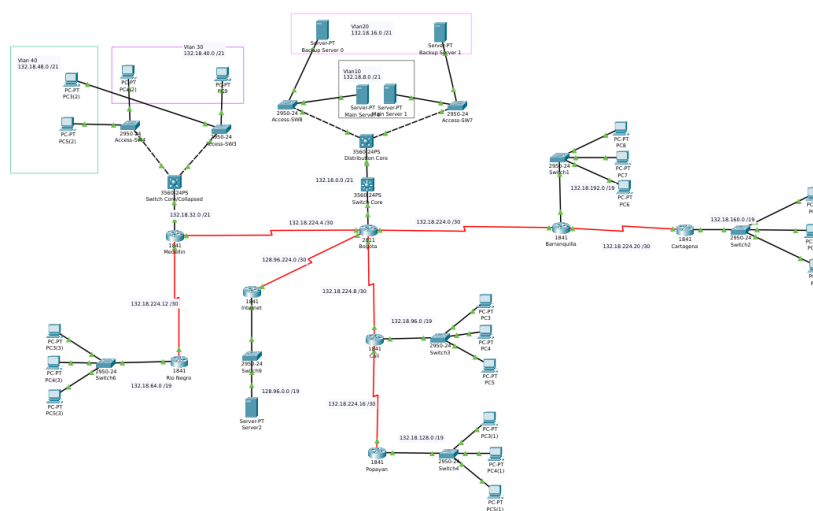 Vlan20
132.18.16.0 /21
Server-PT
Backup Server 0
Server-PT
Backup Server 1
Vlan 30
132.18.40.0 /21
Vlan 40
132.18.48.0 /21
PC-PT
PC3(2)
PC-PT
PC-PT
PC-PT
PC5(2)
2950-24
2950-24
Access-SW3
Vlan10
132.18.8.0 /21
Server-PT
Main Server
Server-PT
Main Server 1
2950-24
Access-SW8
2950-24
Access-SW7
3560-24PS
Distribution Core
3560-24PS
Switch Core/Collapsed
132.18.0.0 /21
3560-24PS
Switch Core
132.18.32.0 /21
1841
Medellin
132.18.224.4 /30
2811
Bogota
132.18.224.0 /30
2950-24
Switch1
PC-PT
PC8
PC-PT
PC7
PC-PT
PC6
132.18.192.0 /19
1841
Barranquilla
132.18.224.20 /30
1841
Cartagena
132.18.160.0 /19
2950-24
Switch2
128.96.224.0 /30
132.18.224.8 /30
132.18.224.12 /30
1841
Internet
2950-24
Switch9
128.96.0.0 /19
Server-PT
Server2
PC-PT
PC3(3)
PC-PT
PC4(3)
PC-PT
PC5(3)
2950-24
Switch6
132.18.64.0 /19
1841
Rio Negro
1841
Cali
132.18.96.0 /19
2950-24
Switch3
PC-PT
PC3
PC-PT
PC4
PC-PT
PC5
132.18.224.16 /30
1841
Popayan
132.18.128.0 /19
2950-24
Switch4
PC-PT
PC3(1)
PC-PT
PC4(1)
PC-PT
PC5(1)